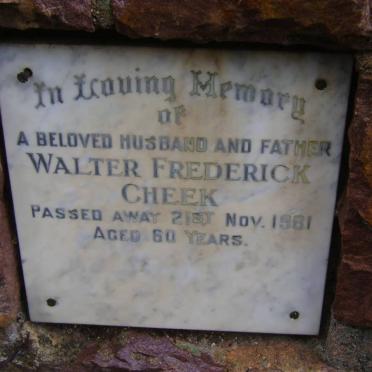 In Loving Memory
of
A BELOVED HUSBAND AND FATHER
WALTER FREDERICK
CHEEK
PASSED AWAY 21ST NOV. 1981
AGED 60 YEARS.